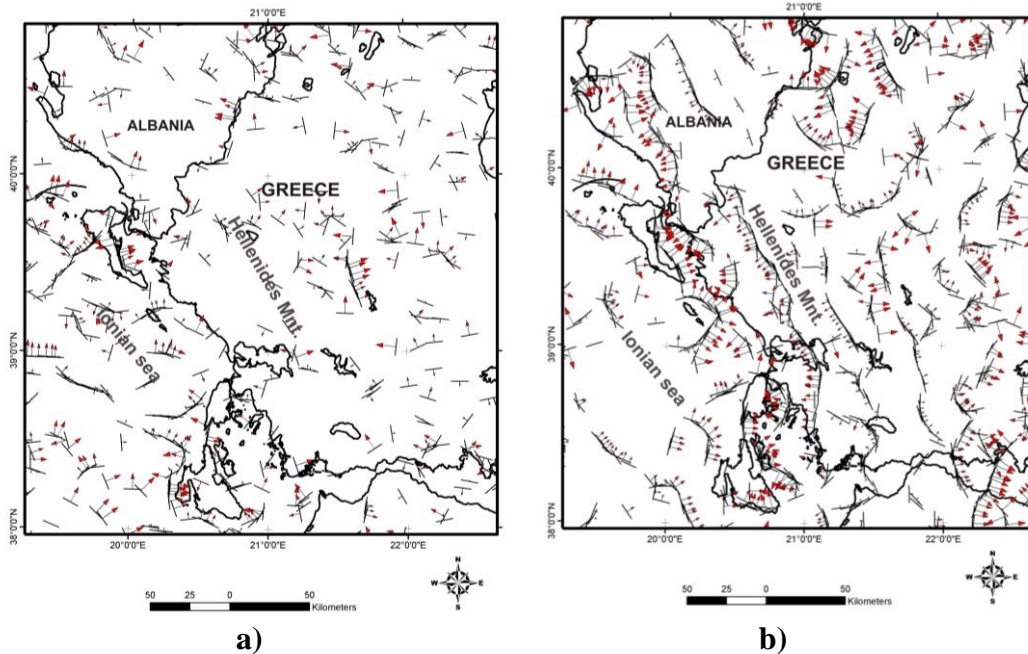 21°0'0"E
ALBANIA
40°0'0"N
GREECE
Hellenides Mnt.
Ionian sea
39°0'0"N
38°0'0"N
20°0'0"E
21°0'0"E
22°0'0"E
N
W
E
S
50
25
0
50
Kilometers
a)
21°0'0"E
ALBANIA
40°0'0"N
GREECE
Hellenides Mnt.
Ionian sea
39°0'0"N
38°0'0"N
20°0'0"E
21°0'0"E
22°0'0"E
N
W
E
S
50
25
0
50
Kilometers
b)